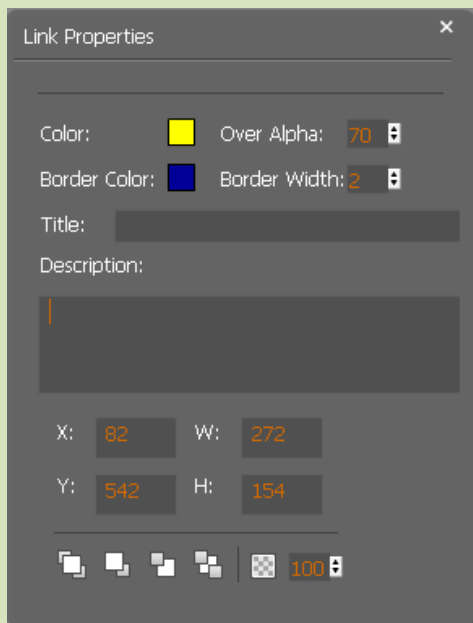 Link Properties
Color: Over Alpha: 70
Border Color: Border Width: 2
Title:
Description:
X: 82 W: 272
Y: 542 H: 154
100